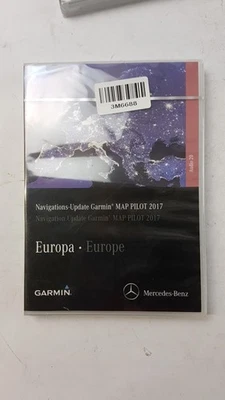 3M6688
Navigations-Update Garmin® MAP PILOT 2017
Navigation Update Garmin® MAP PILOT 2017
Europa · Europe
GARMIN
Mercedes-Benz